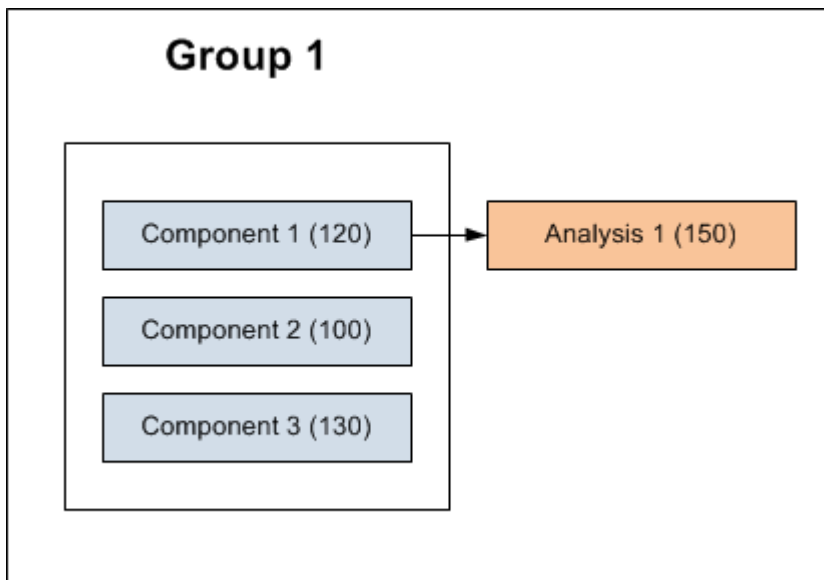 Group 1
Component 1 (120)
Analysis 1 (150)
Component 2 (100)
Component 3 (130)